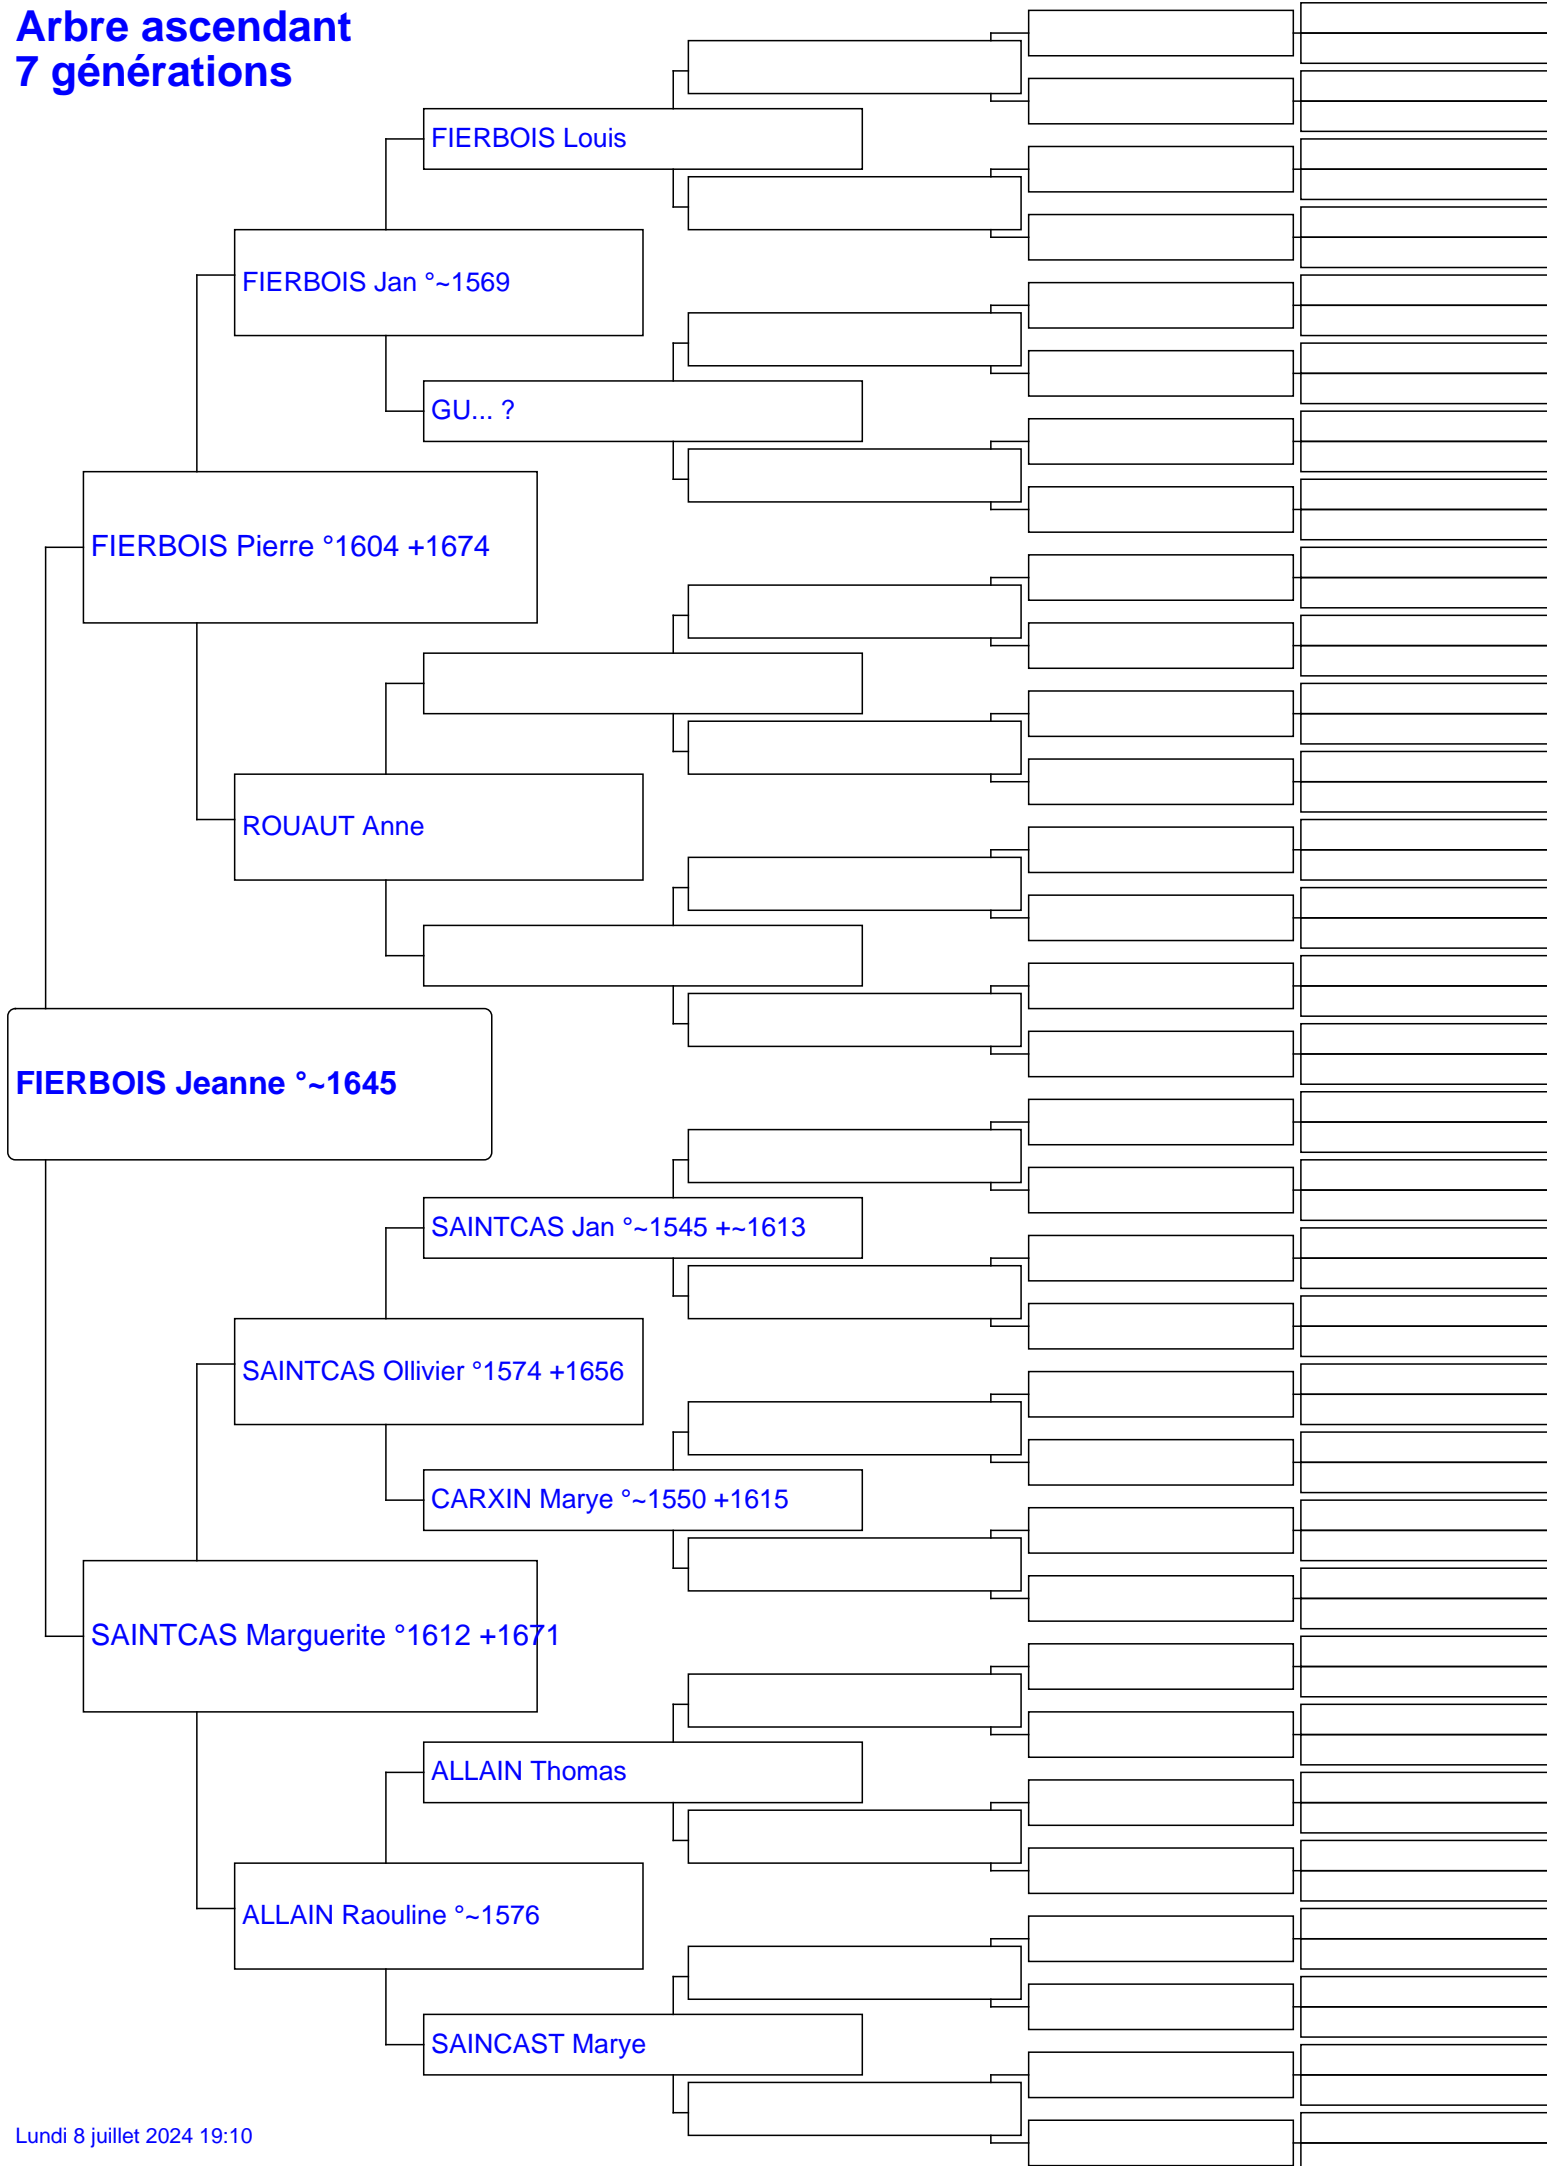 Arbre ascendant
7 générations
FIERBOIS Louis
FIERBOIS Jan °~1569
GU... ?
FIERBOIS Pierre °1604 +1674
ROUAUT Anne
FIERBOIS Jeanne °~1645
SAINTCAS Jan °~1545 +~1613
SAINTCAS Ollivier °1574 +1656
CARXIN Marye °~1550 +1615
SAINTCAS Marguerite °1612 +1671
ALLAIN Thomas
ALLAIN Raouline °~1576
SAINCAST Marye
Lundi 8 juillet 2024 19:10